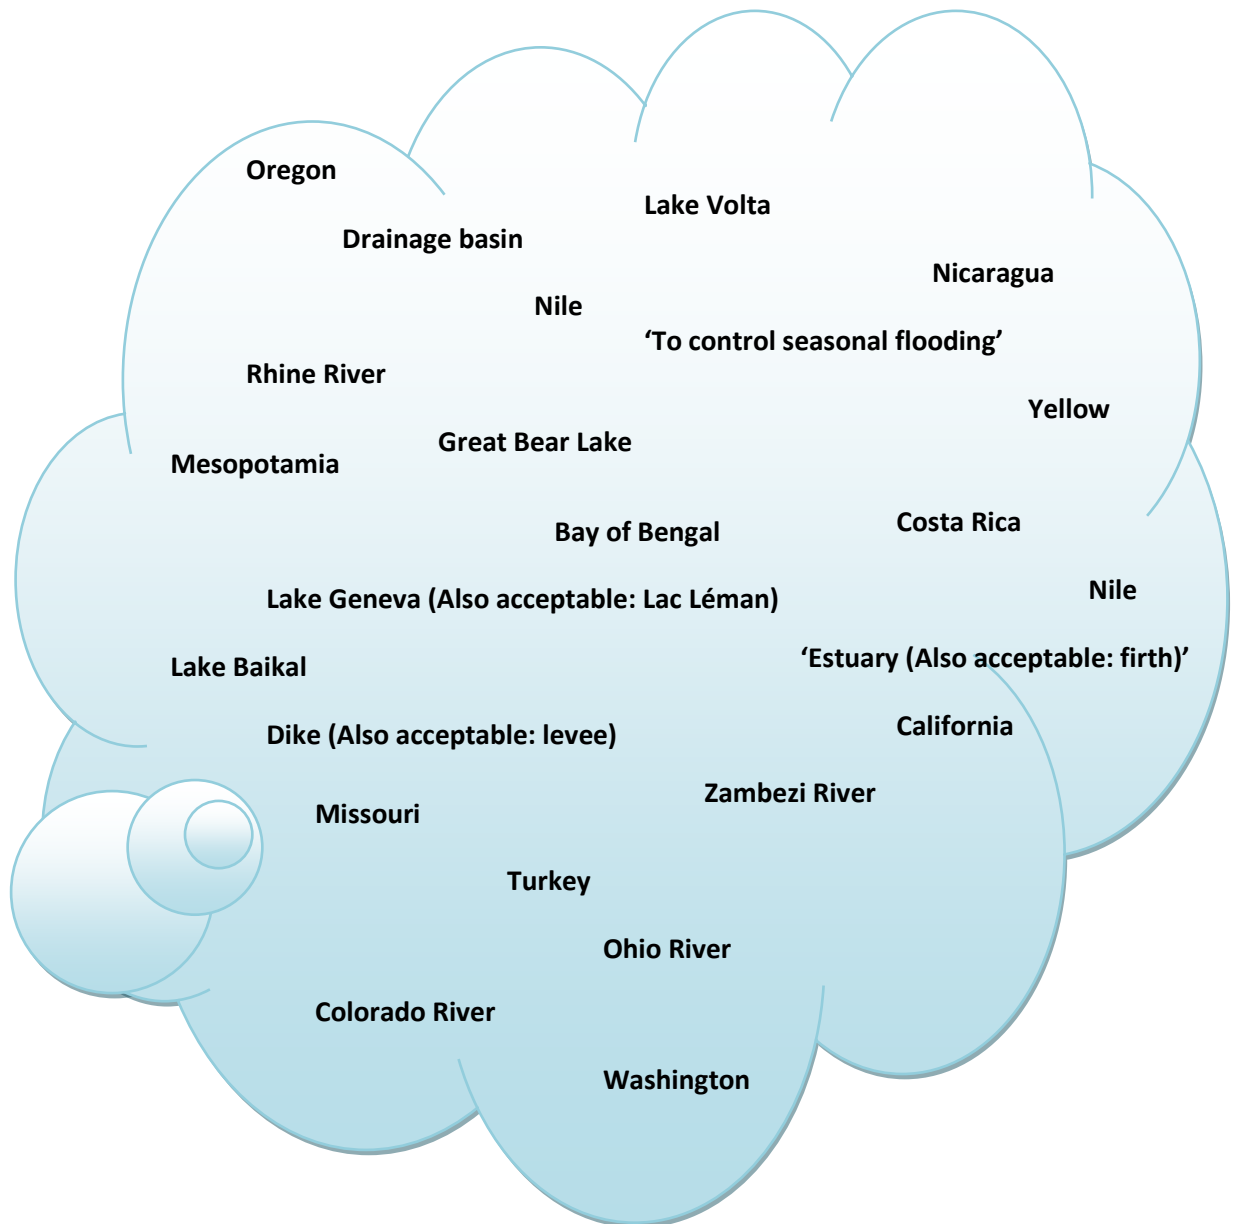 Oregon
Lake Volta
Drainage basin
Nicaragua
Nile
‘To control seasonal flooding’
Rhine River
Yellow
Great Bear Lake
Mesopotamia
Costa Rica
Bay of Bengal
Nile
Lake Geneva (Also acceptable: Lac Léman)
‘Estuary (Also acceptable: firth)’
Lake Baikal
California
Dike (Also acceptable: levee)
Zambezi River
Missouri
Turkey
Ohio River
Colorado River
Washington